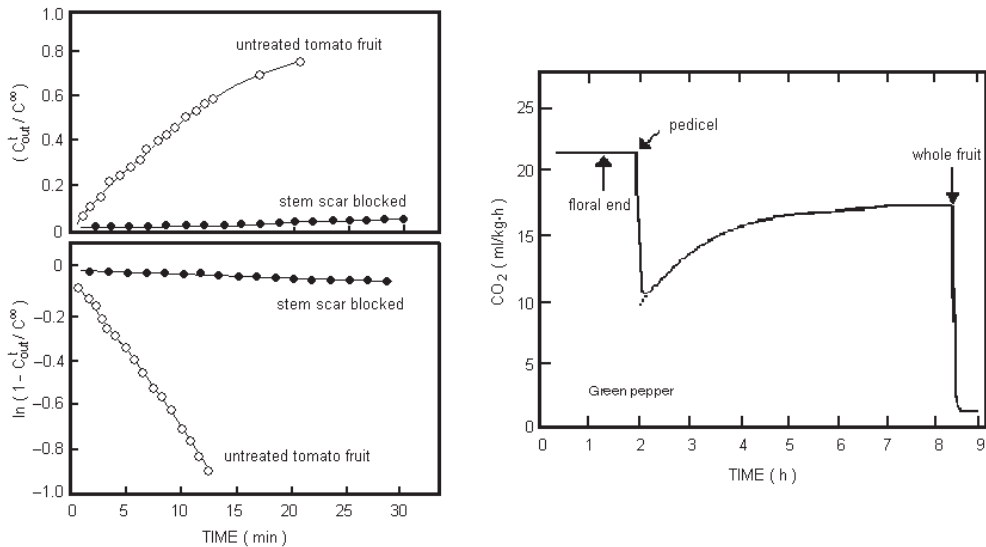 1.0
0.8
0.6
0.4
0.2
0
( C^t_out / C^∞ )
untreated tomato fruit
stem scar blocked
0
–0.2
–0.4
–0.6
–0.8
–1.0
ln ( 1 – C^t_out / C^∞ )
stem scar blocked
untreated tomato fruit
0 5 10 15 20 25 30
TIME ( min )
25
20
15
10
5
0
CO₂ ( ml/kg-h )
pedicel
floral end
whole fruit
Green pepper
0 1 2 3 4 5 6 7 8 9
TIME ( h )